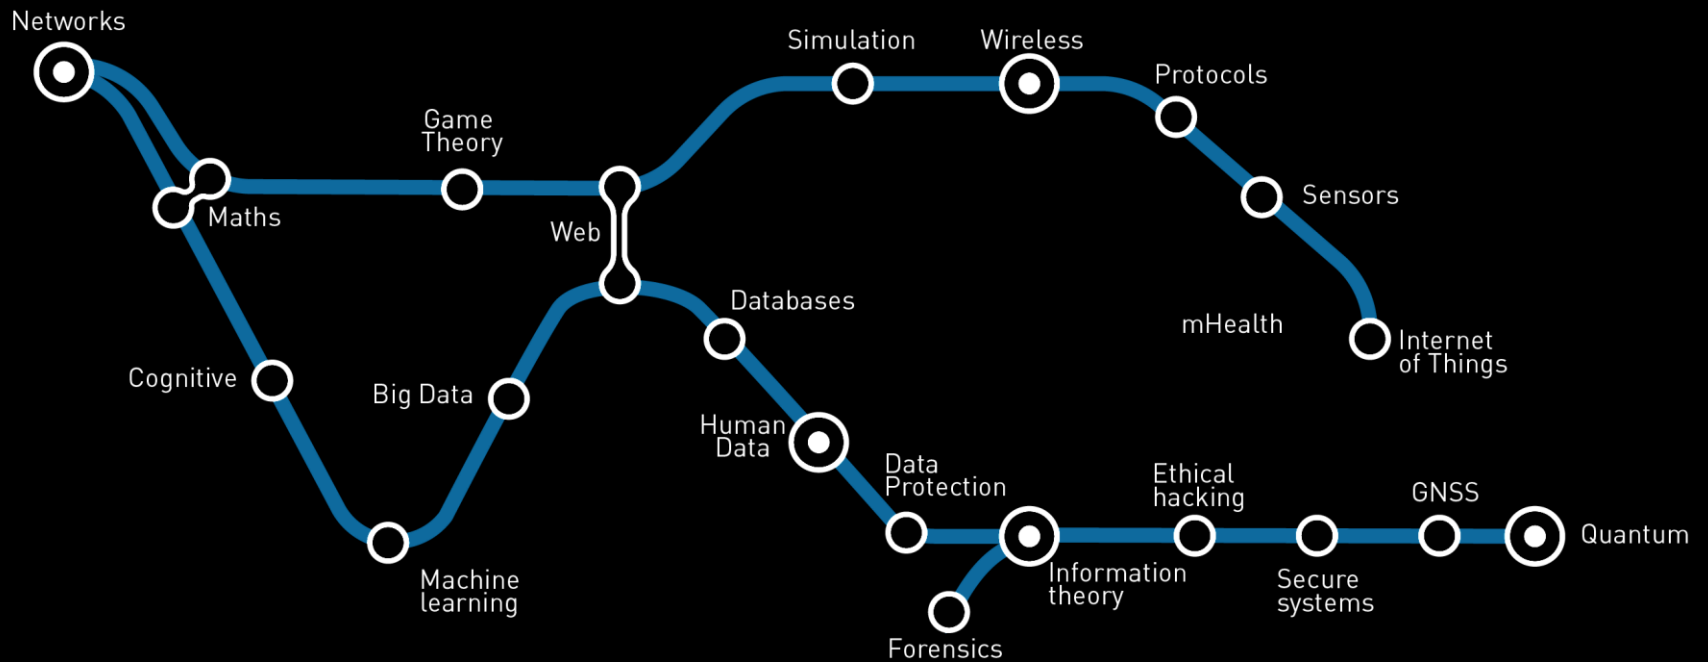 Networks
Simulation
Wireless
Protocols
Game
Theory
Sensors
Maths
Web
Databases
mHealth
Internet
of Things
Cognitive
Big Data
Human
Data
Data
Protection
Ethical
hacking
GNSS
Quantum
Machine
learning
Information
theory
Secure
systems
Forensics